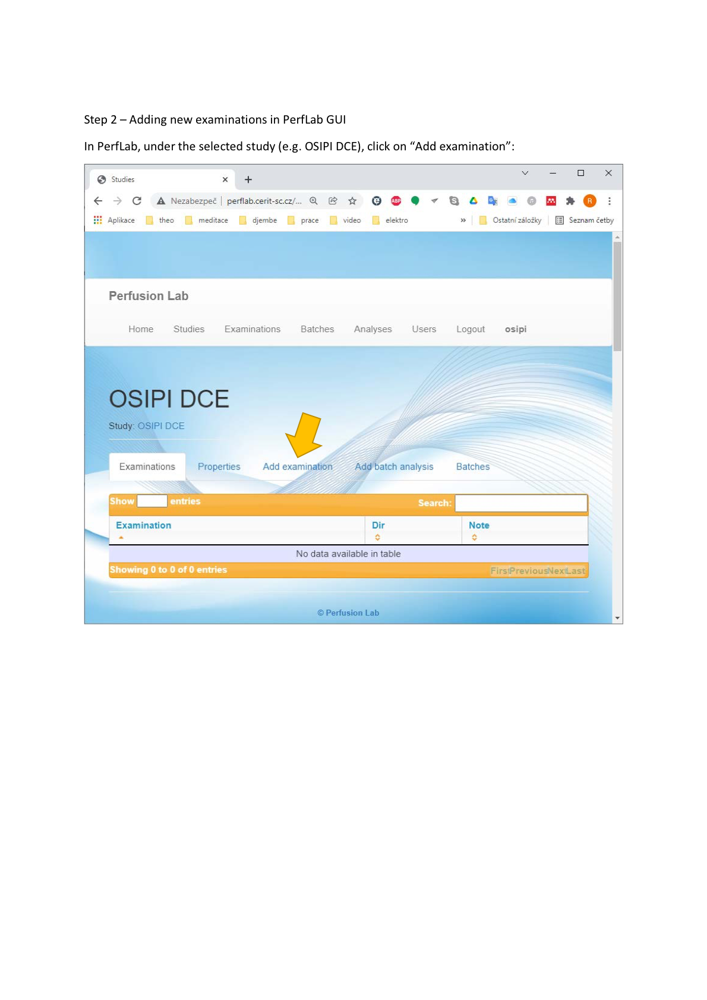 Step 2 – Adding new examinations in PerfLab GUI
In PerfLab, under the selected study (e.g. OSIPI DCE), click on “Add examination”:
Studies
Nezabezpeč | perflab.cerit-sc.cz/...
ABP
R
Aplikace theo meditace djembe prace video elektro » Ostatní záložky Seznam četby
Perfusion Lab
Home Studies Examinations Batches Analyses Users Logout osipi
OSIPI DCE
Study: OSIPI DCE
Examinations Properties Add examination Add batch analysis Batches
Show entries Search:
Examination Dir Note
No data available in table
Showing 0 to 0 of 0 entries FirstPreviousNextLast
© Perfusion Lab